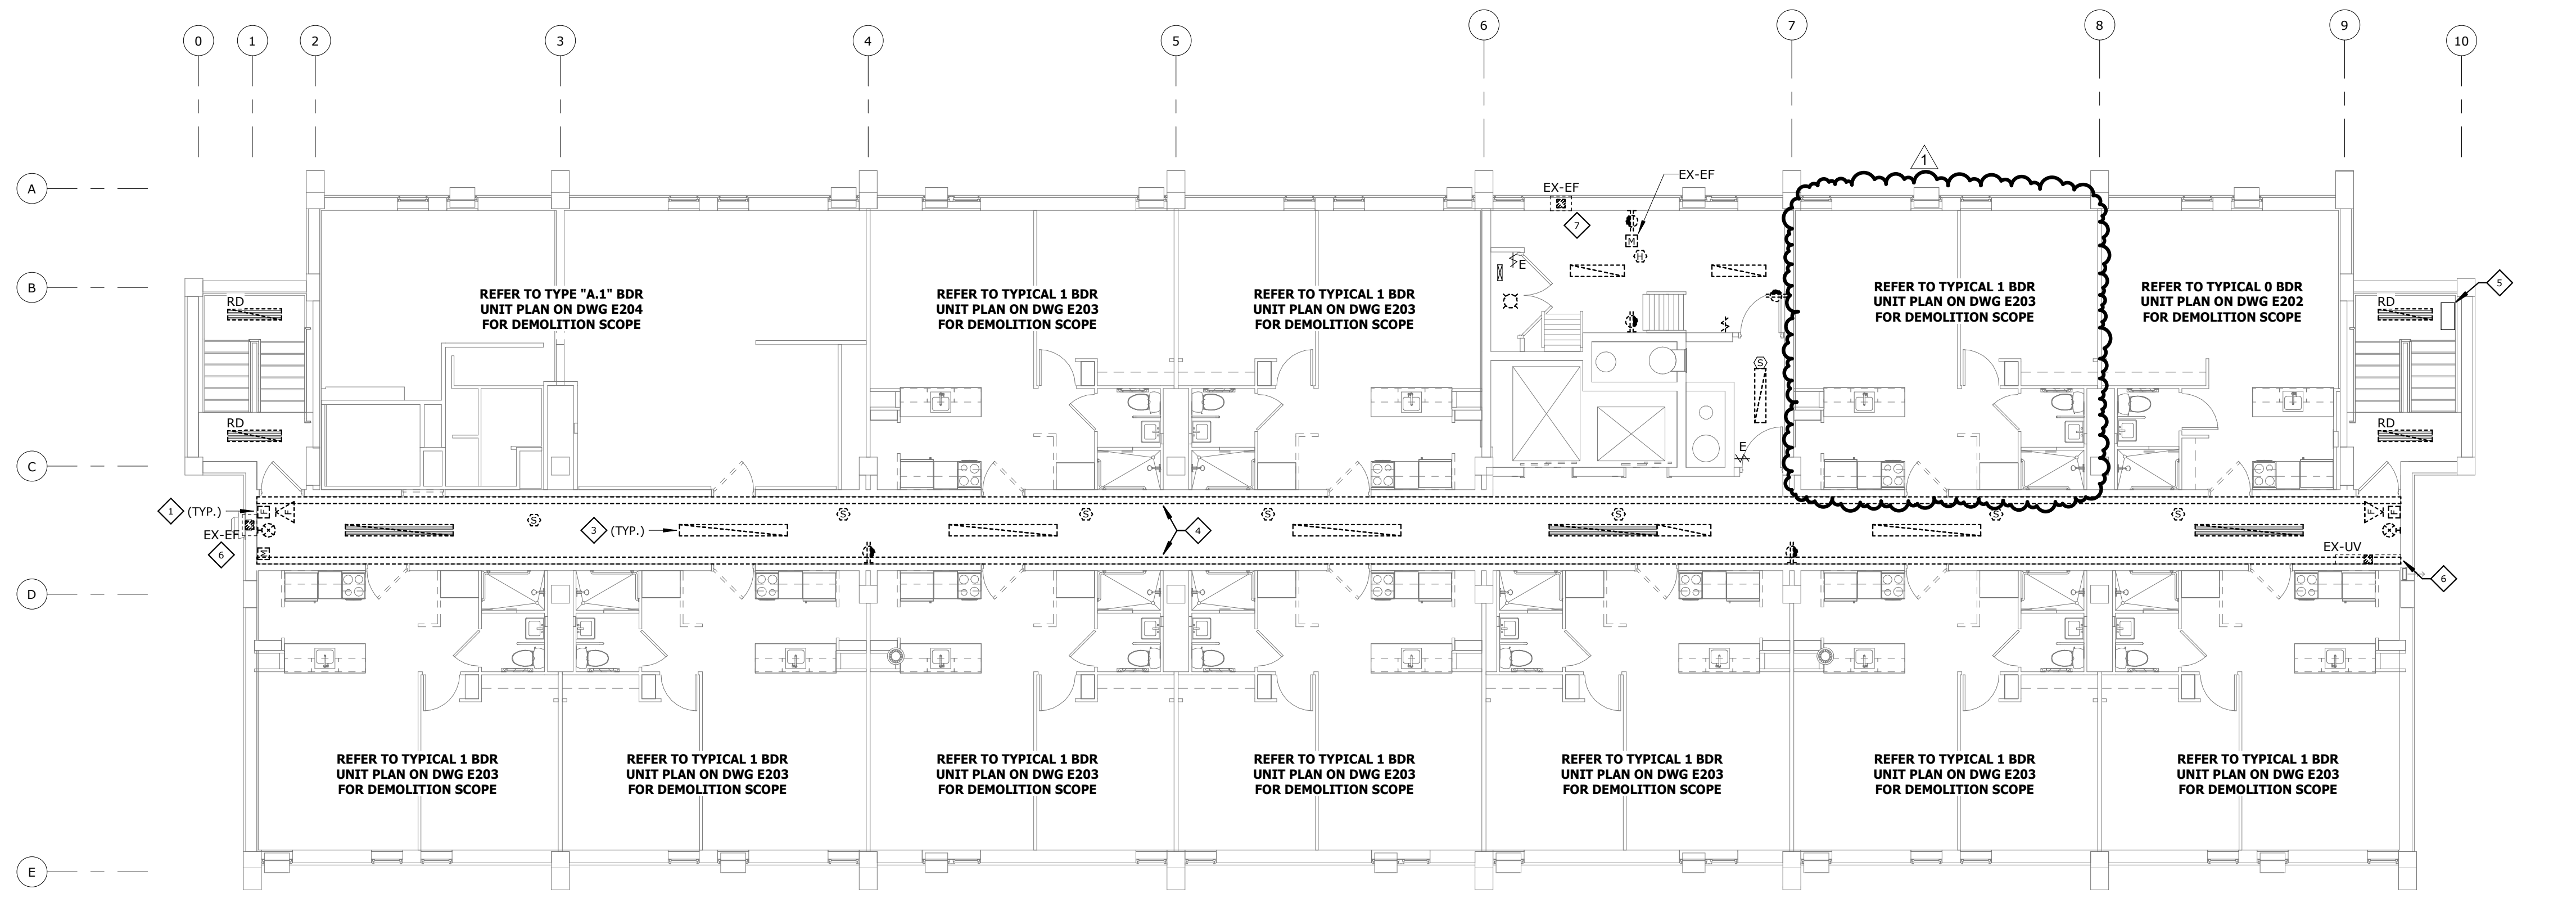 0 1 2 3 4 5 6 7 8 9 10
1
A
EX-EF
EX-EF
7
M
H
B
E
RD
RD
5
REFER TO TYPE "A.1" BDR
UNIT PLAN ON DWG E204
FOR DEMOLITION SCOPE
REFER TO TYPICAL 1 BDR
UNIT PLAN ON DWG E203
FOR DEMOLITION SCOPE
REFER TO TYPICAL 1 BDR
UNIT PLAN ON DWG E203
FOR DEMOLITION SCOPE
REFER TO TYPICAL 1 BDR
UNIT PLAN ON DWG E203
FOR DEMOLITION SCOPE
REFER TO TYPICAL 0 BDR
UNIT PLAN ON DWG E202
FOR DEMOLITION SCOPE
S
RD
RD
E
C
1 (TYP.)
F F
S S S S S S S
F F
EX-EF
6
M
3 (TYP.)
4
EX-UV
6
D
REFER TO TYPICAL 1 BDR
UNIT PLAN ON DWG E203
FOR DEMOLITION SCOPE
REFER TO TYPICAL 1 BDR
UNIT PLAN ON DWG E203
FOR DEMOLITION SCOPE
REFER TO TYPICAL 1 BDR
UNIT PLAN ON DWG E203
FOR DEMOLITION SCOPE
REFER TO TYPICAL 1 BDR
UNIT PLAN ON DWG E203
FOR DEMOLITION SCOPE
REFER TO TYPICAL 1 BDR
UNIT PLAN ON DWG E203
FOR DEMOLITION SCOPE
REFER TO TYPICAL 1 BDR
UNIT PLAN ON DWG E203
FOR DEMOLITION SCOPE
REFER TO TYPICAL 1 BDR
UNIT PLAN ON DWG E203
FOR DEMOLITION SCOPE
E